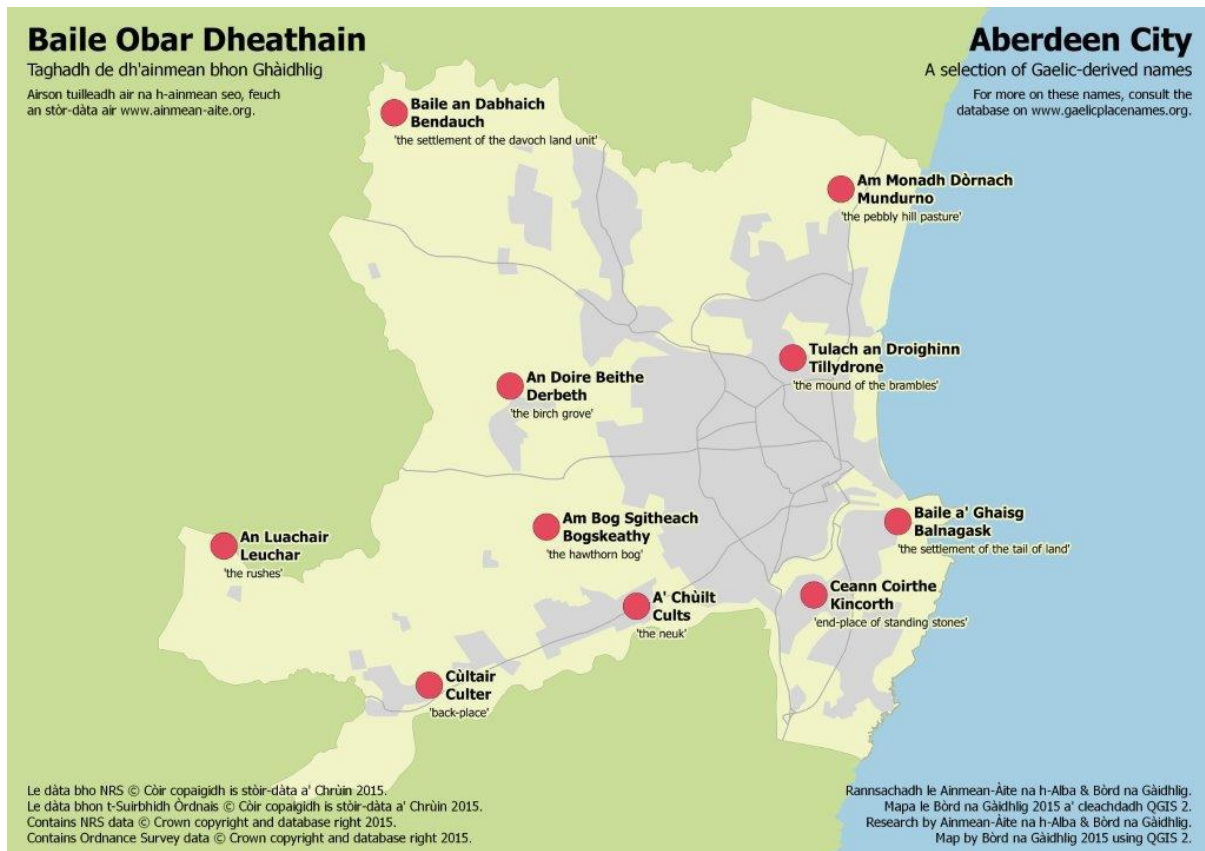 Baile Obar Dheathain
Taghadh de dh'ainmean bhon Ghàidhlig
Airson tuilleadh air na h-ainmean seo, feuch
an stòr-dàta air www.ainmean-aite.org.
Aberdeen City
A selection of Gaelic-derived names
For more on these names, consult the
database on www.gaelicplacenames.org.
Baile an Dabhaich
Bendauch
'the settlement of the davoch land unit'
Am Monadh Dòrnach
Mundurno
'the pebbly hill pasture'
Tulach an Droighinn
Tillydrone
'the mound of the brambles'
An Doire Beithe
Derbeth
'the birch grove'
Am Bog Sgitheach
Bogskeathy
'the hawthorn bog'
Baile a' Ghaisg
Balnagask
'the settlement of the tail of land'
An Luachair
Leuchar
'the rushes'
Ceann Coirthe
Kincorth
'end-place of standing stones'
A' Chùilt
Cults
'the neuk'
Cùltair
Culter
'back-place'
Le dàta bho NRS © Còir copaigidh is stòir-dàta a' Chrùin 2015.
Le dàta bhon t-Suirbhidh Òrdnais © Còir copaigidh is stòir-dàta a' Chrùin 2015.
Contains NRS data © Crown copyright and database right 2015.
Contains Ordnance Survey data © Crown copyright and database right 2015.
Rannsachadh le Ainmean-Àite na h-Alba & Bòrd na Gàidhlig.
Mapa le Bòrd na Gàidhlig 2015 a' cleachdadh QGIS 2.
Research by Ainmean-Àite na h-Alba & Bòrd na Gàidhlig.
Map by Bòrd na Gàidhlig 2015 using QGIS 2.